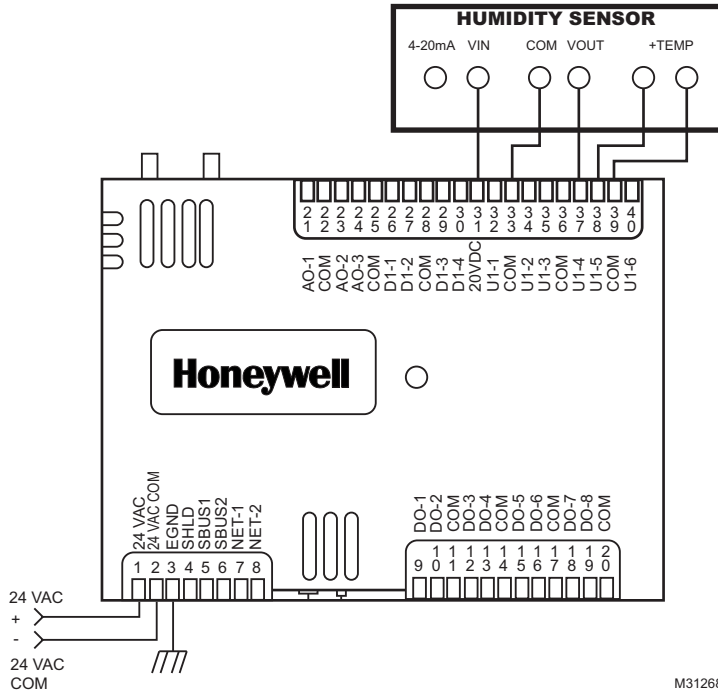 HUMIDITY SENSOR
4-20mA VIN COM VOUT +TEMP
21 22 23 24 25 26 27 28 29 30 31 32 33 34 35 36 37 38 39 40
AO-1 COM AO-2 AO-3 COM D1-1 D1-2 COM D1-3 D1-4 20VDC U1-1 COM U1-2 U1-3 COM U1-4 U1-5 COM U1-6
Honeywell
24 VAC
24 VAC COM
EGND
SHLD
SBUS1
SBUS2
NET-1
NET-2
1 2 3 4 5 6 7 8
DO-1 DO-2 COM DO-3 DO-4 COM DO-5 DO-6 COM DO-7 DO-8 COM
9 10 11 12 13 14 15 16 17 18 19 20
24 VAC
+
-
24 VAC
COM
M31268